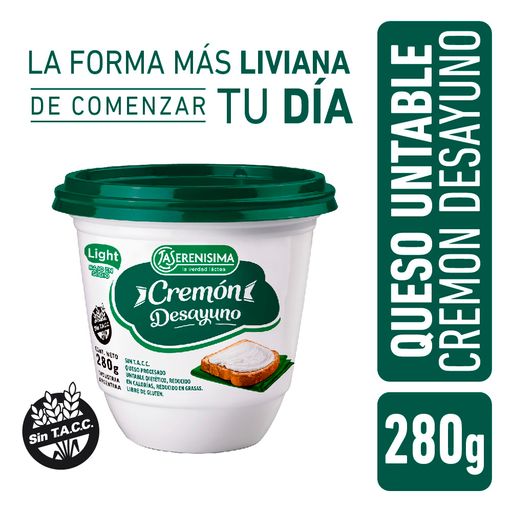 LA FORMA MÁS LIVIANA
DE COMENZAR TU DÍA
Light
LA SERENISIMA
la verdad láctea
Cremón
Desayuno
Sin T.A.C.C.
CONT. NETO
280g
INDUSTRIA
ARGENTINA
SIN T.A.C.C.
QUESO PROCESADO
UNTABLE DIETÉTICO, REDUCIDO
EN CALORÍAS, REDUCIDO EN GRASAS.
LIBRE DE GLUTEN.
Sin T.A.C.C.
QUESO UNTABLE
CREMON DESAYUNO
280g